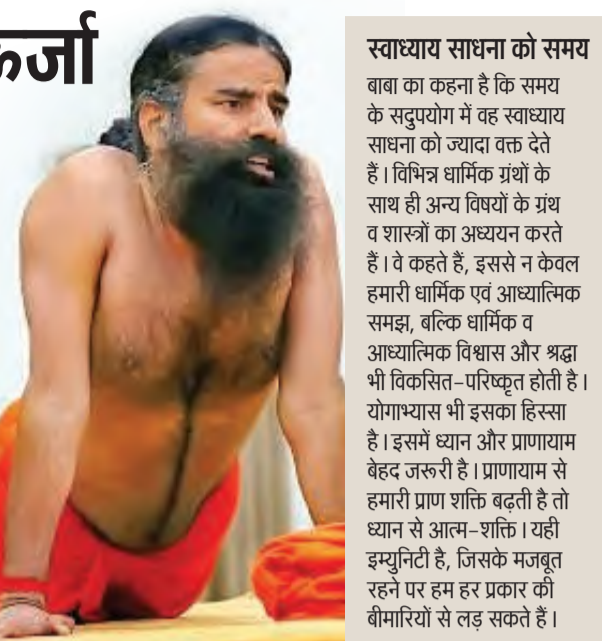 र्जा
स्वाध्याय साधना को समय
बाबा का कहना है कि समय
के सदुपयोग में वह स्वाध्याय
साधना को ज्यादा वक्त देते
हैं। विभिन्न धार्मिक ग्रंथों के
साथ ही अन्य विषयों के ग्रंथ
व शास्त्रों का अध्ययन करते
हैं। वे कहते हैं, इससे न केवल
हमारी धार्मिक एवं आध्यात्मिक
समझ, बल्कि धार्मिक व
आध्यात्मिक विश्वास और श्रद्धा
भी विकसित-परिष्कृत होती है।
योगाभ्यास भी इसका हिस्सा
है। इसमें ध्यान और प्राणायाम
बेहद जरूरी है। प्राणायाम से
हमारी प्राण शक्ति बढ़ती है तो
ध्यान से आत्म-शक्ति। यही
इम्युनिटी है, जिसके मजबूत
रहने पर हम हर प्रकार की
बीमारियों से लड़ सकते हैं।